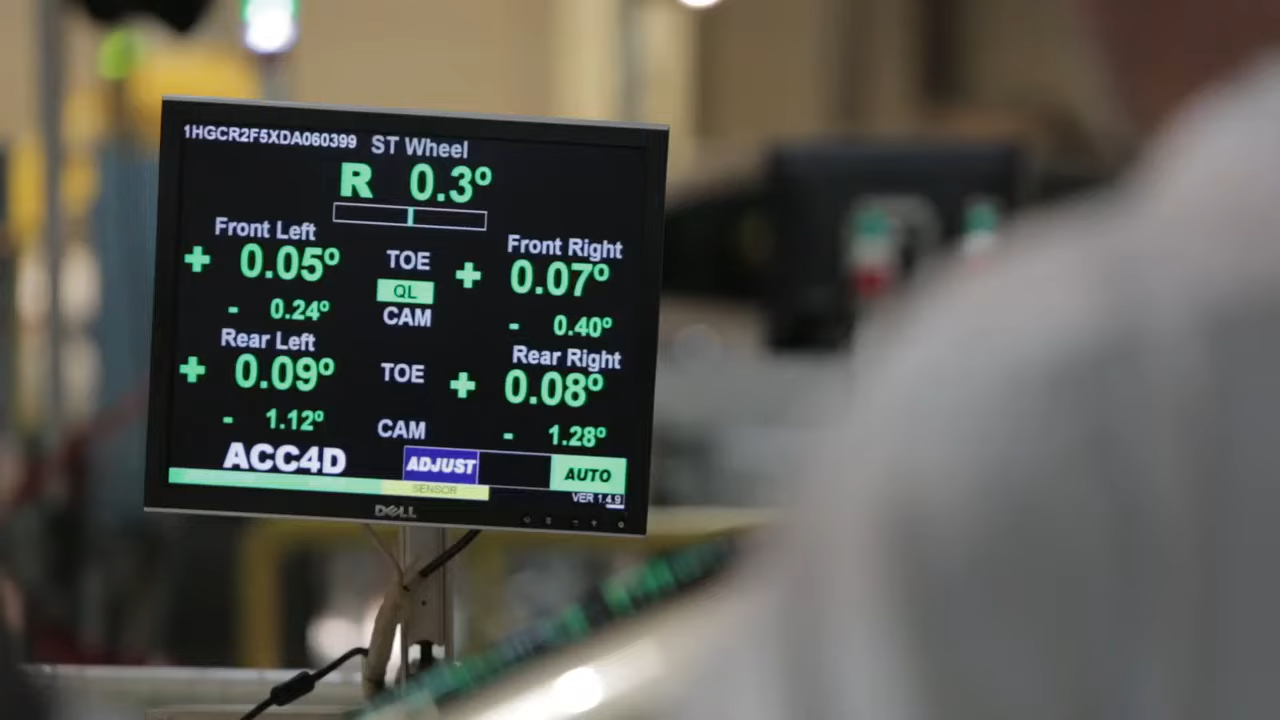 1HGCR2F5XDA060399 ST Wheel
R 0.3º
Front Left Front Right
+ 0.05º TOE + 0.07º
QL
- 0.24º CAM - 0.40º
Rear Left Rear Right
+ 0.09º TOE + 0.08º
- 1.12º CAM - 1.28º
ACC4D ADJUST AUTO
SENSOR
VER 1.4.9
DELL